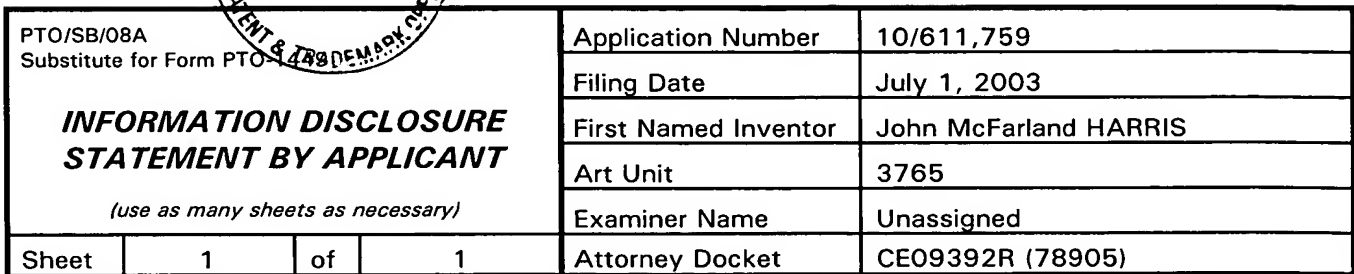 PTO/SB/08A
Substitute for Form PTO-1449
INFORMATION DISCLOSURE
STATEMENT BY APPLICANT
(use as many sheets as necessary)
Sheet 1 of 1
Application Number 10/611,759
Filing Date July 1, 2003
First Named Inventor John McFarland HARRIS
Art Unit 3765
Examiner Name Unassigned
Attorney Docket CE09392R (78905)
& TRADEMARK